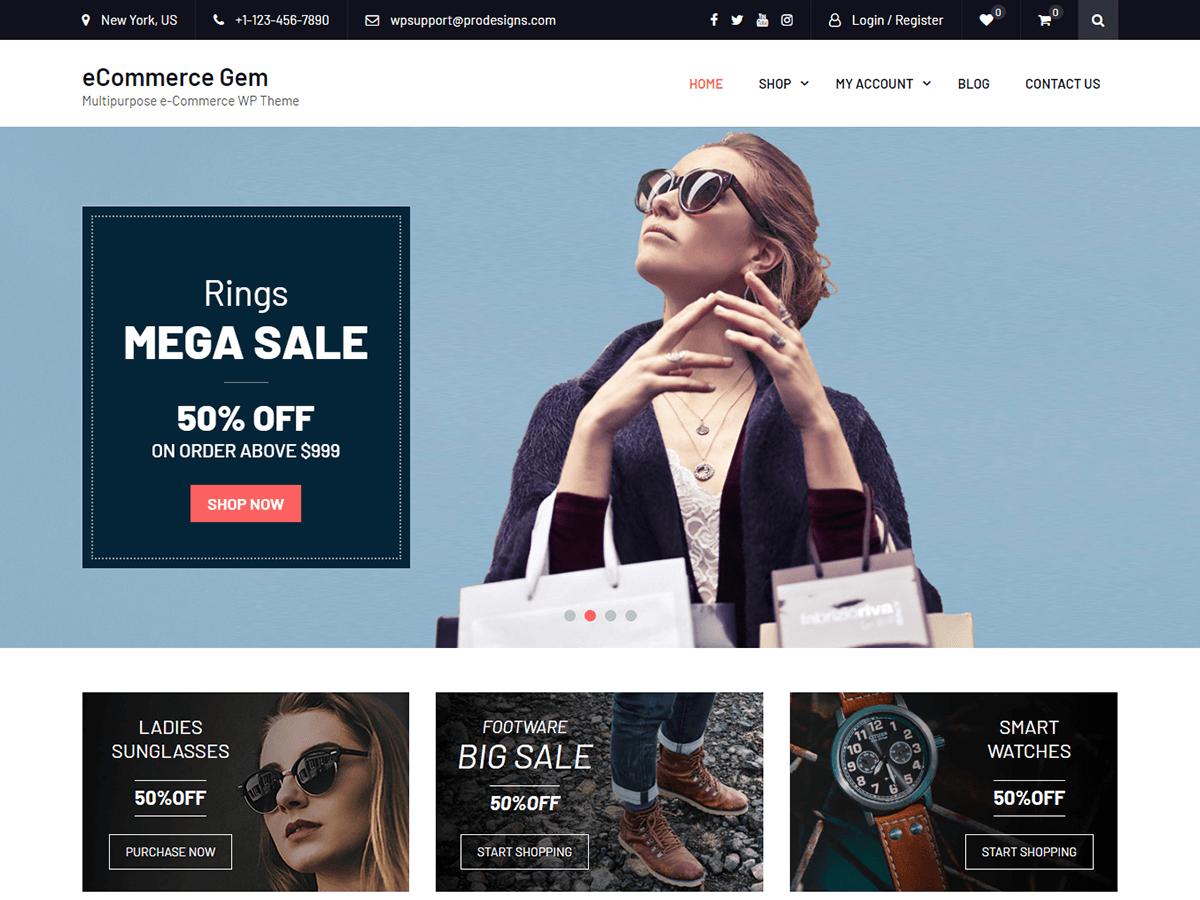 New York, US
+1-123-456-7890
wpsupport@prodesigns.com
Login / Register
0
0
eCommerce Gem
Multipurpose e-Commerce WP Theme
HOME
SHOP
MY ACCOUNT
BLOG
CONTACT US
Rings
MEGA SALE
50% OFF
ON ORDER ABOVE $999
SHOP NOW
fabrizioriva
LADIES
SUNGLASSES
50%OFF
PURCHASE NOW
FOOTWARE
BIG SALE
50%OFF
START SHOPPING
SMART
WATCHES
50%OFF
START SHOPPING